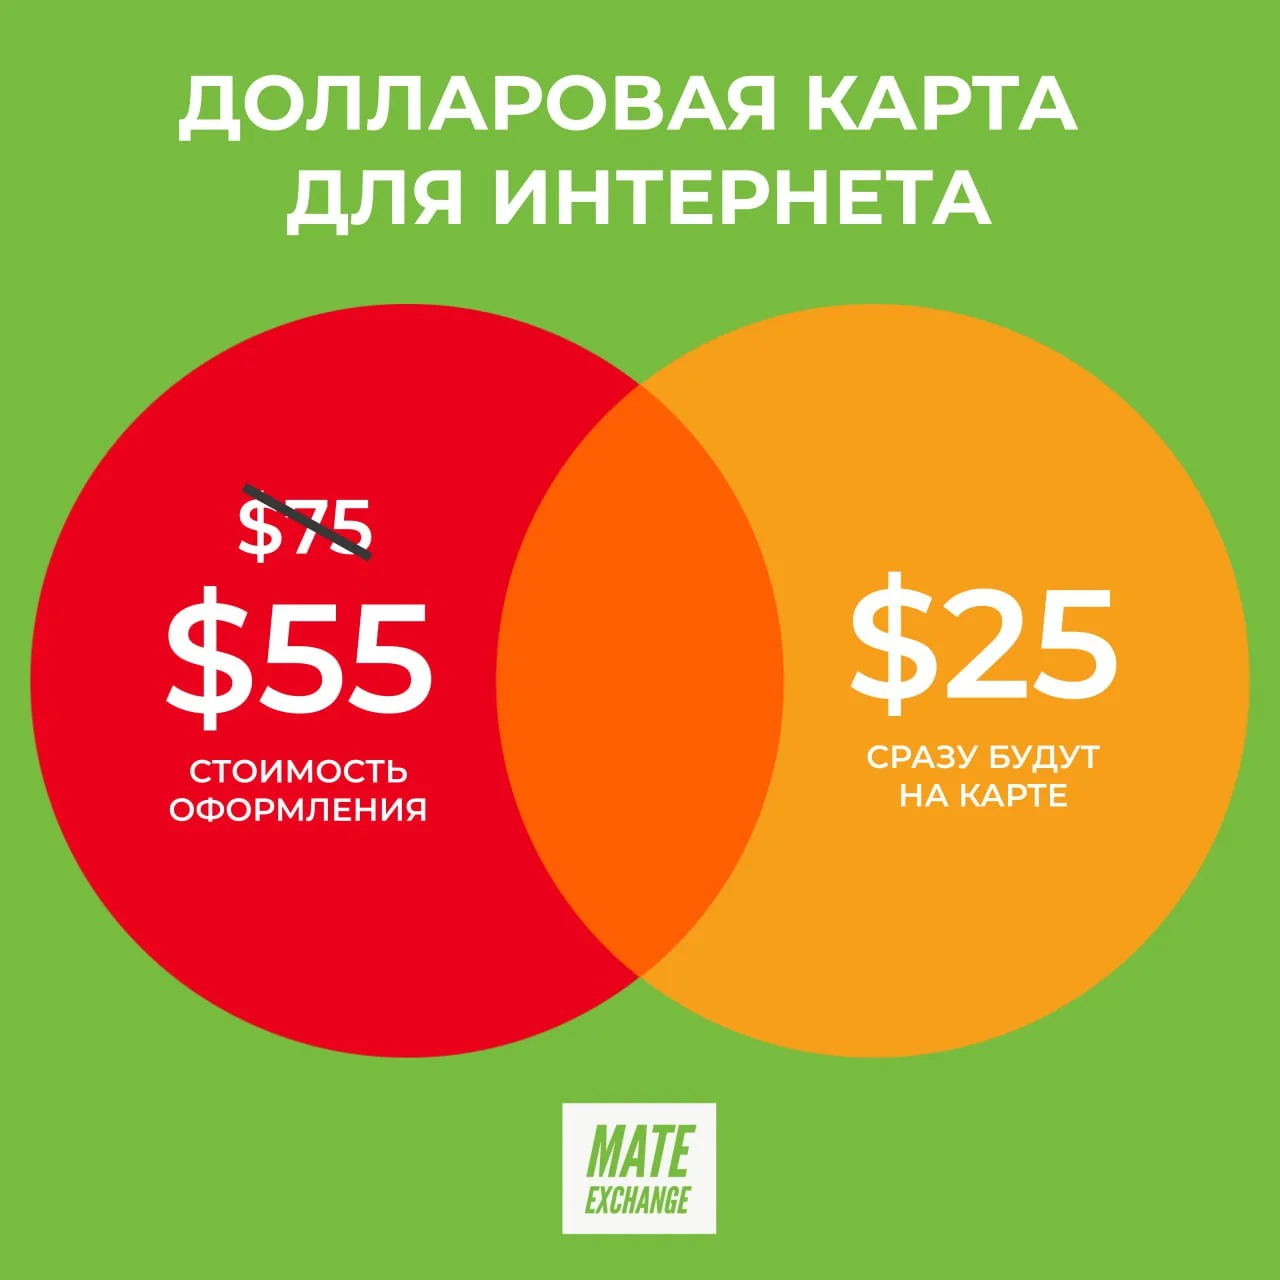 ДОЛЛАРОВАЯ КАРТА
ДЛЯ ИНТЕРНЕТА
$75
$55
СТОИМОСТЬ
ОФОРМЛЕНИЯ
$25
СРАЗУ БУДУТ
НА КАРТЕ
MATE
EXCHANGE